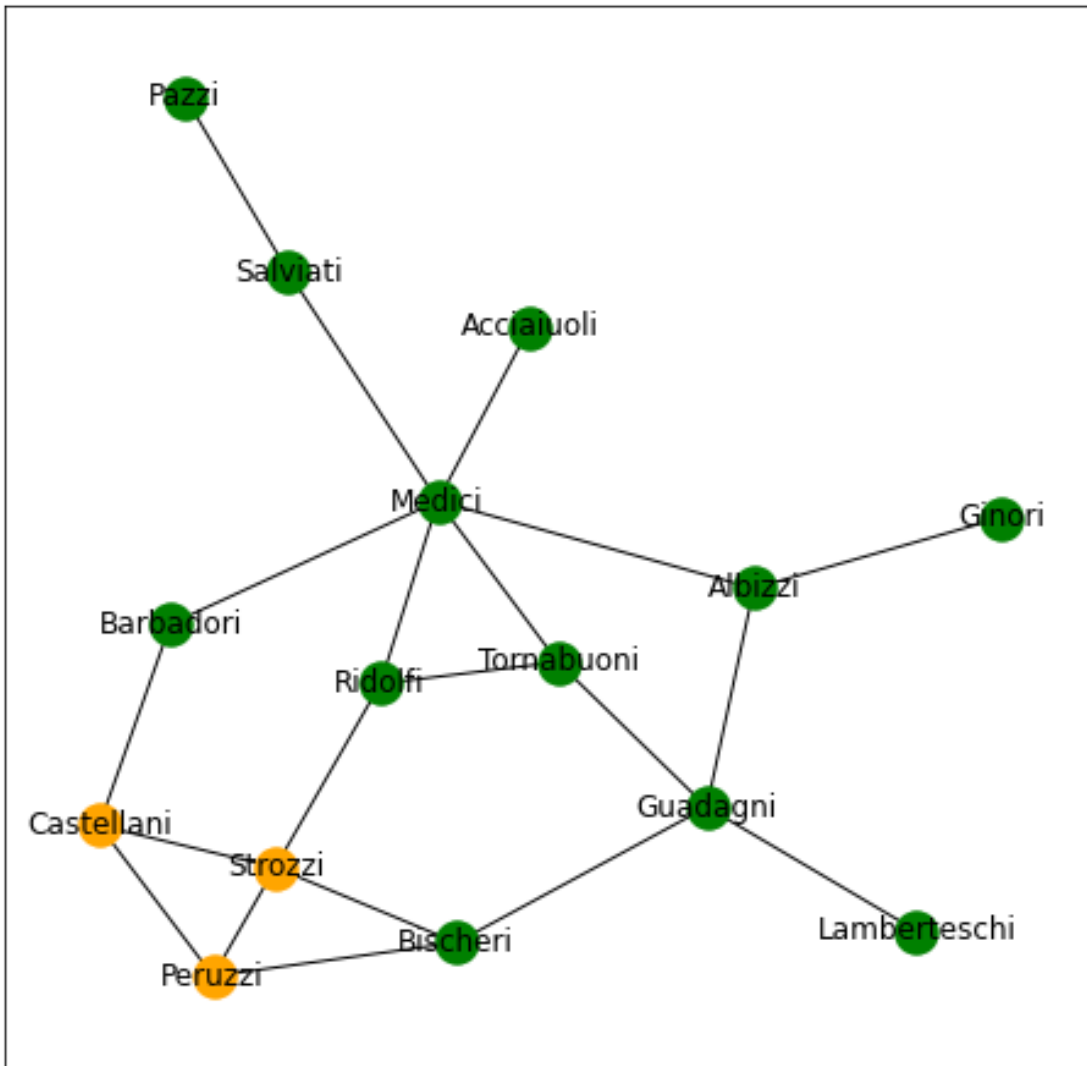 Pazzi
Salviati
Acciaiuoli
Medici
Ginori
Albizzi
Barbadori
Tornabuoni
Ridolfi
Guadagni
Castellani
Strozzi
Lamberteschi
Bischeri
Peruzzi